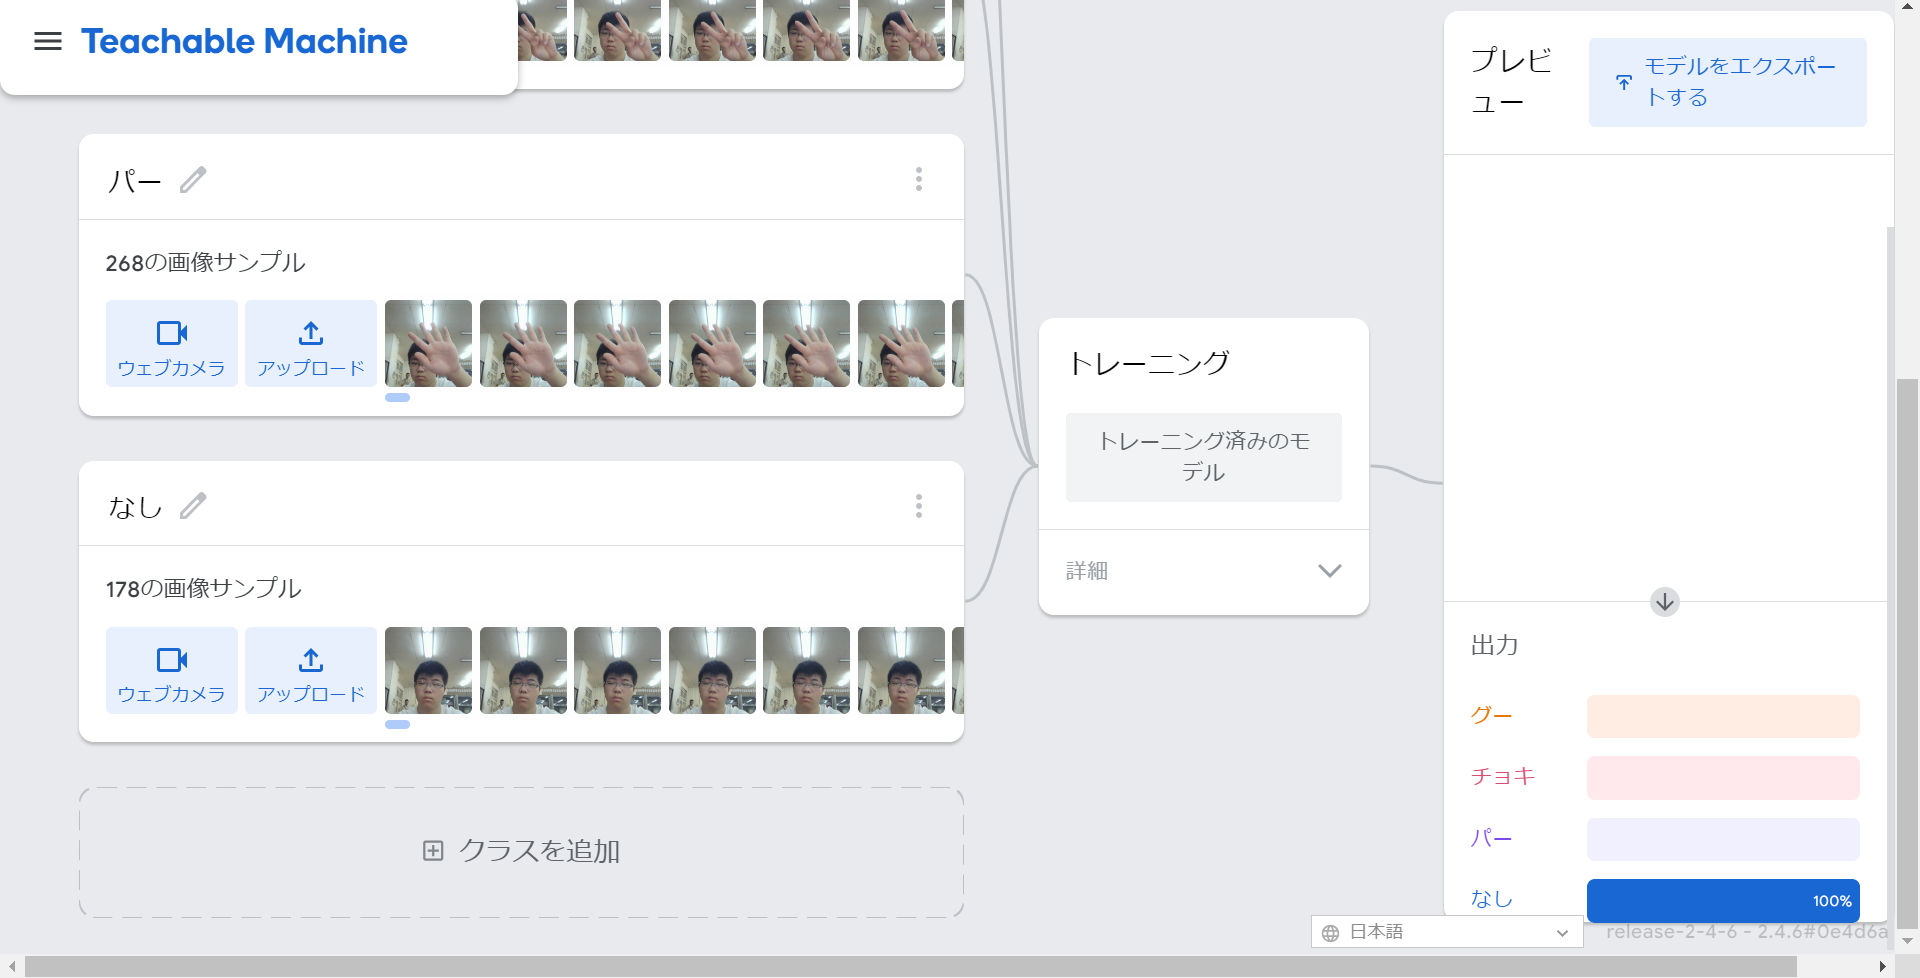 Teachable Machine
パー
268の画像サンプル
ウェブカメラ
アップロード
なし
178の画像サンプル
ウェブカメラ
アップロード
クラスを追加
トレーニング
トレーニング済みのモ
デル
詳細
プレビ
ュー
モデルをエクスポー
トする
出力
グー
チョキ
パー
なし
100%
日本語
release-2-4-6 - 2.4.6#0e4d6a